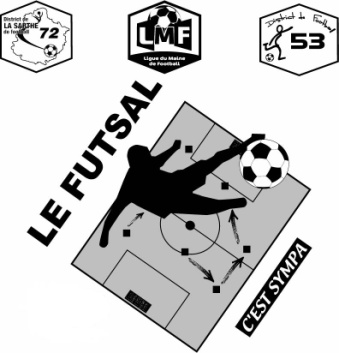 District de
LA SARTHE
de football
72
LMF
Ligue du Maine
de Football
District de Football
53
LE FUTSAL
C'EST SYMPA